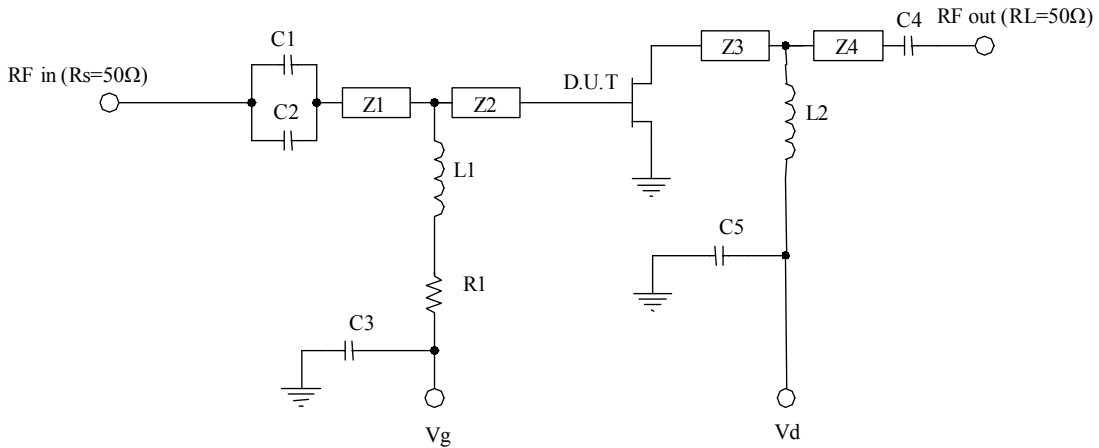 RF out (RL=50Ω)
C4
C1
Z3
Z4
RF in (Rs=50Ω)
D.U.T
C2
Z1
Z2
L2
L1
C5
R1
C3
Vg
Vd